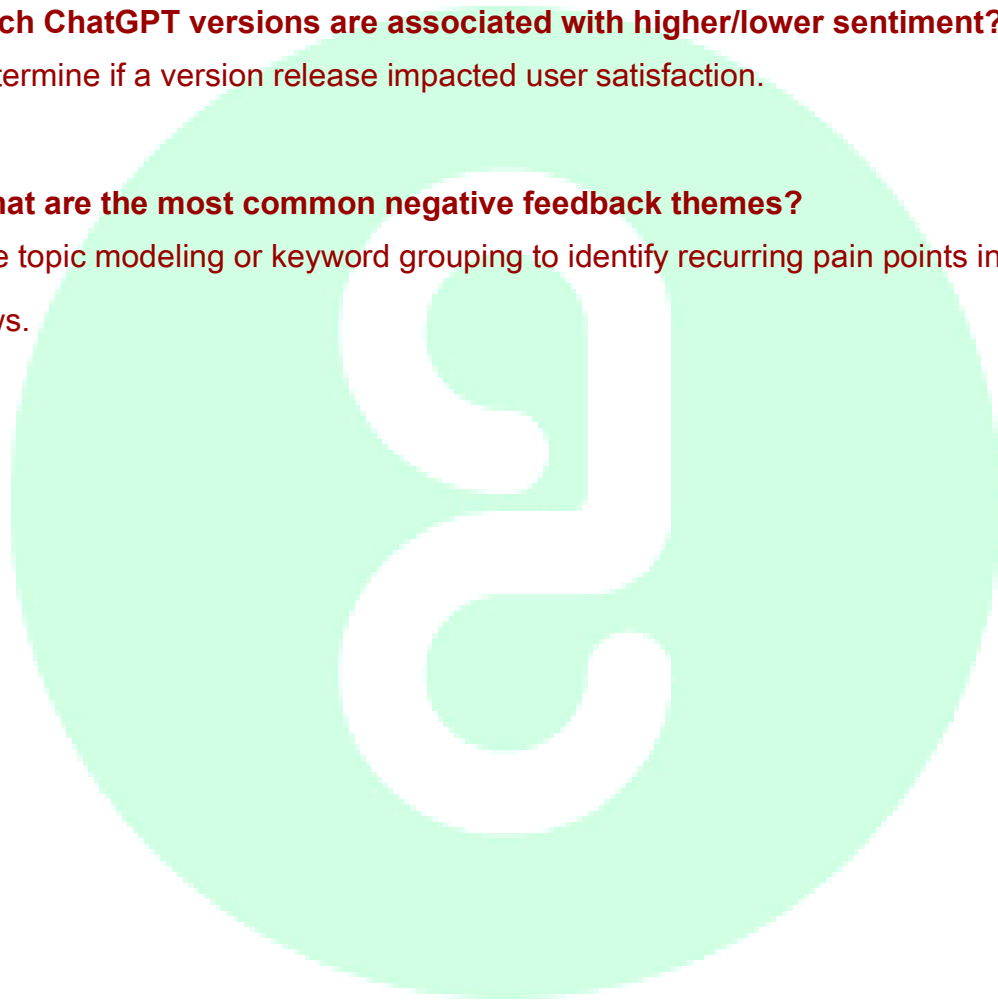 ch ChatGPT versions are associated with higher/lower sentiment?
termine if a version release impacted user satisfaction.
hat are the most common negative feedback themes?
e topic modeling or keyword grouping to identify recurring pain points in
ws.